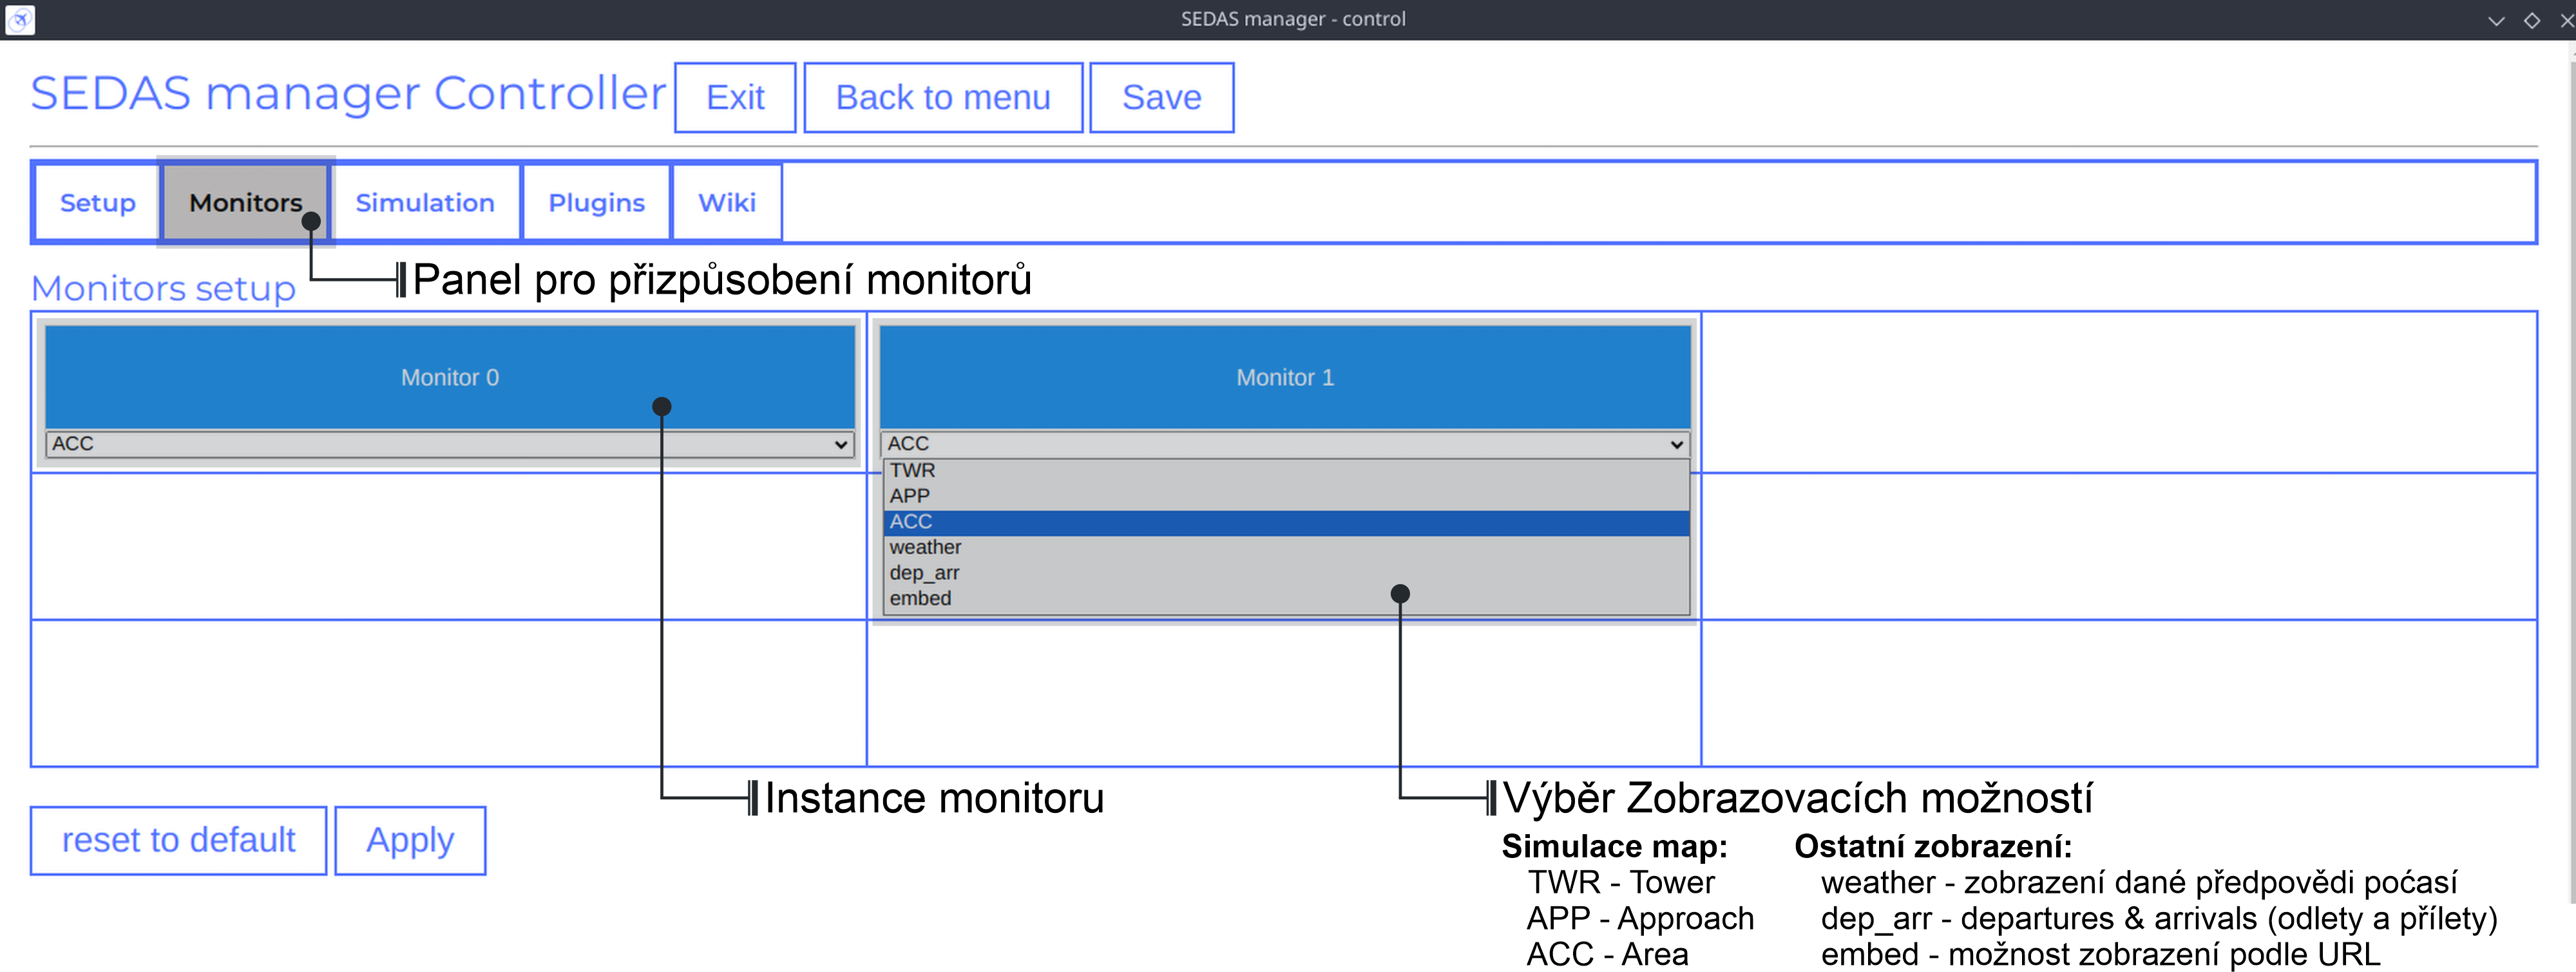 SEDAS manager - control
SEDAS manager Controller Exit Back to menu Save
Setup Monitors Simulation Plugins Wiki
Panel pro přizpůsobení monitorů
Monitors setup
Monitor 0 Monitor 1
ACC ACC
TWR
APP
ACC
weather
dep_arr
embed
Instance monitoru Výběr Zobrazovacích možností
reset to default Apply
Simulace map: Ostatní zobrazení:
TWR - Tower weather - zobrazení dané předpovědi poćasí
APP - Approach dep_arr - departures & arrivals (odlety a přílety)
ACC - Area embed - možnost zobrazení podle URL